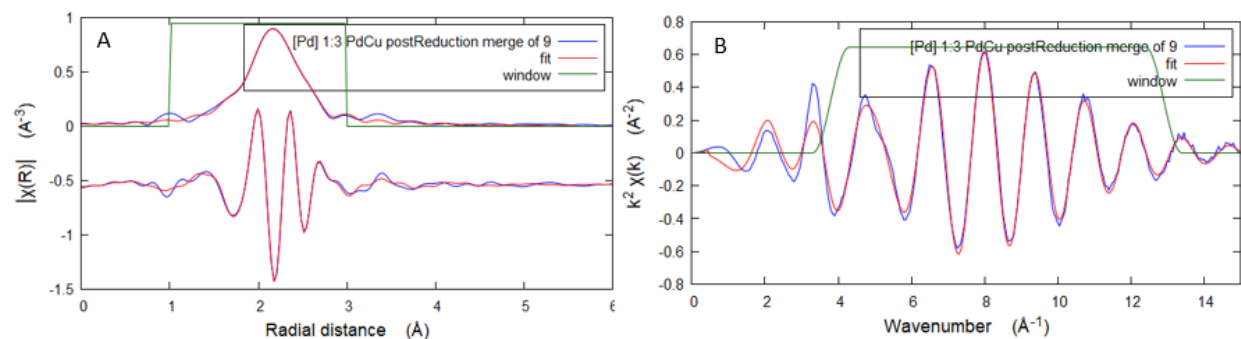 A
[Pd] 1:3 PdCu postReduction merge of 9
fit
window
1
0.5
0
-0.5
-1
-1.5
|χ(R)| (Å⁻³)
0 1 2 3 4 5 6
Radial distance (Å)
B
[Pd] 1:3 PdCu postReduction merge of 9
fit
window
0.8
0.6
0.4
0.2
0
-0.2
-0.4
-0.6
-0.8
k² χ(k) (Å⁻²)
0 2 4 6 8 10 12 14
Wavenumber (Å⁻¹)